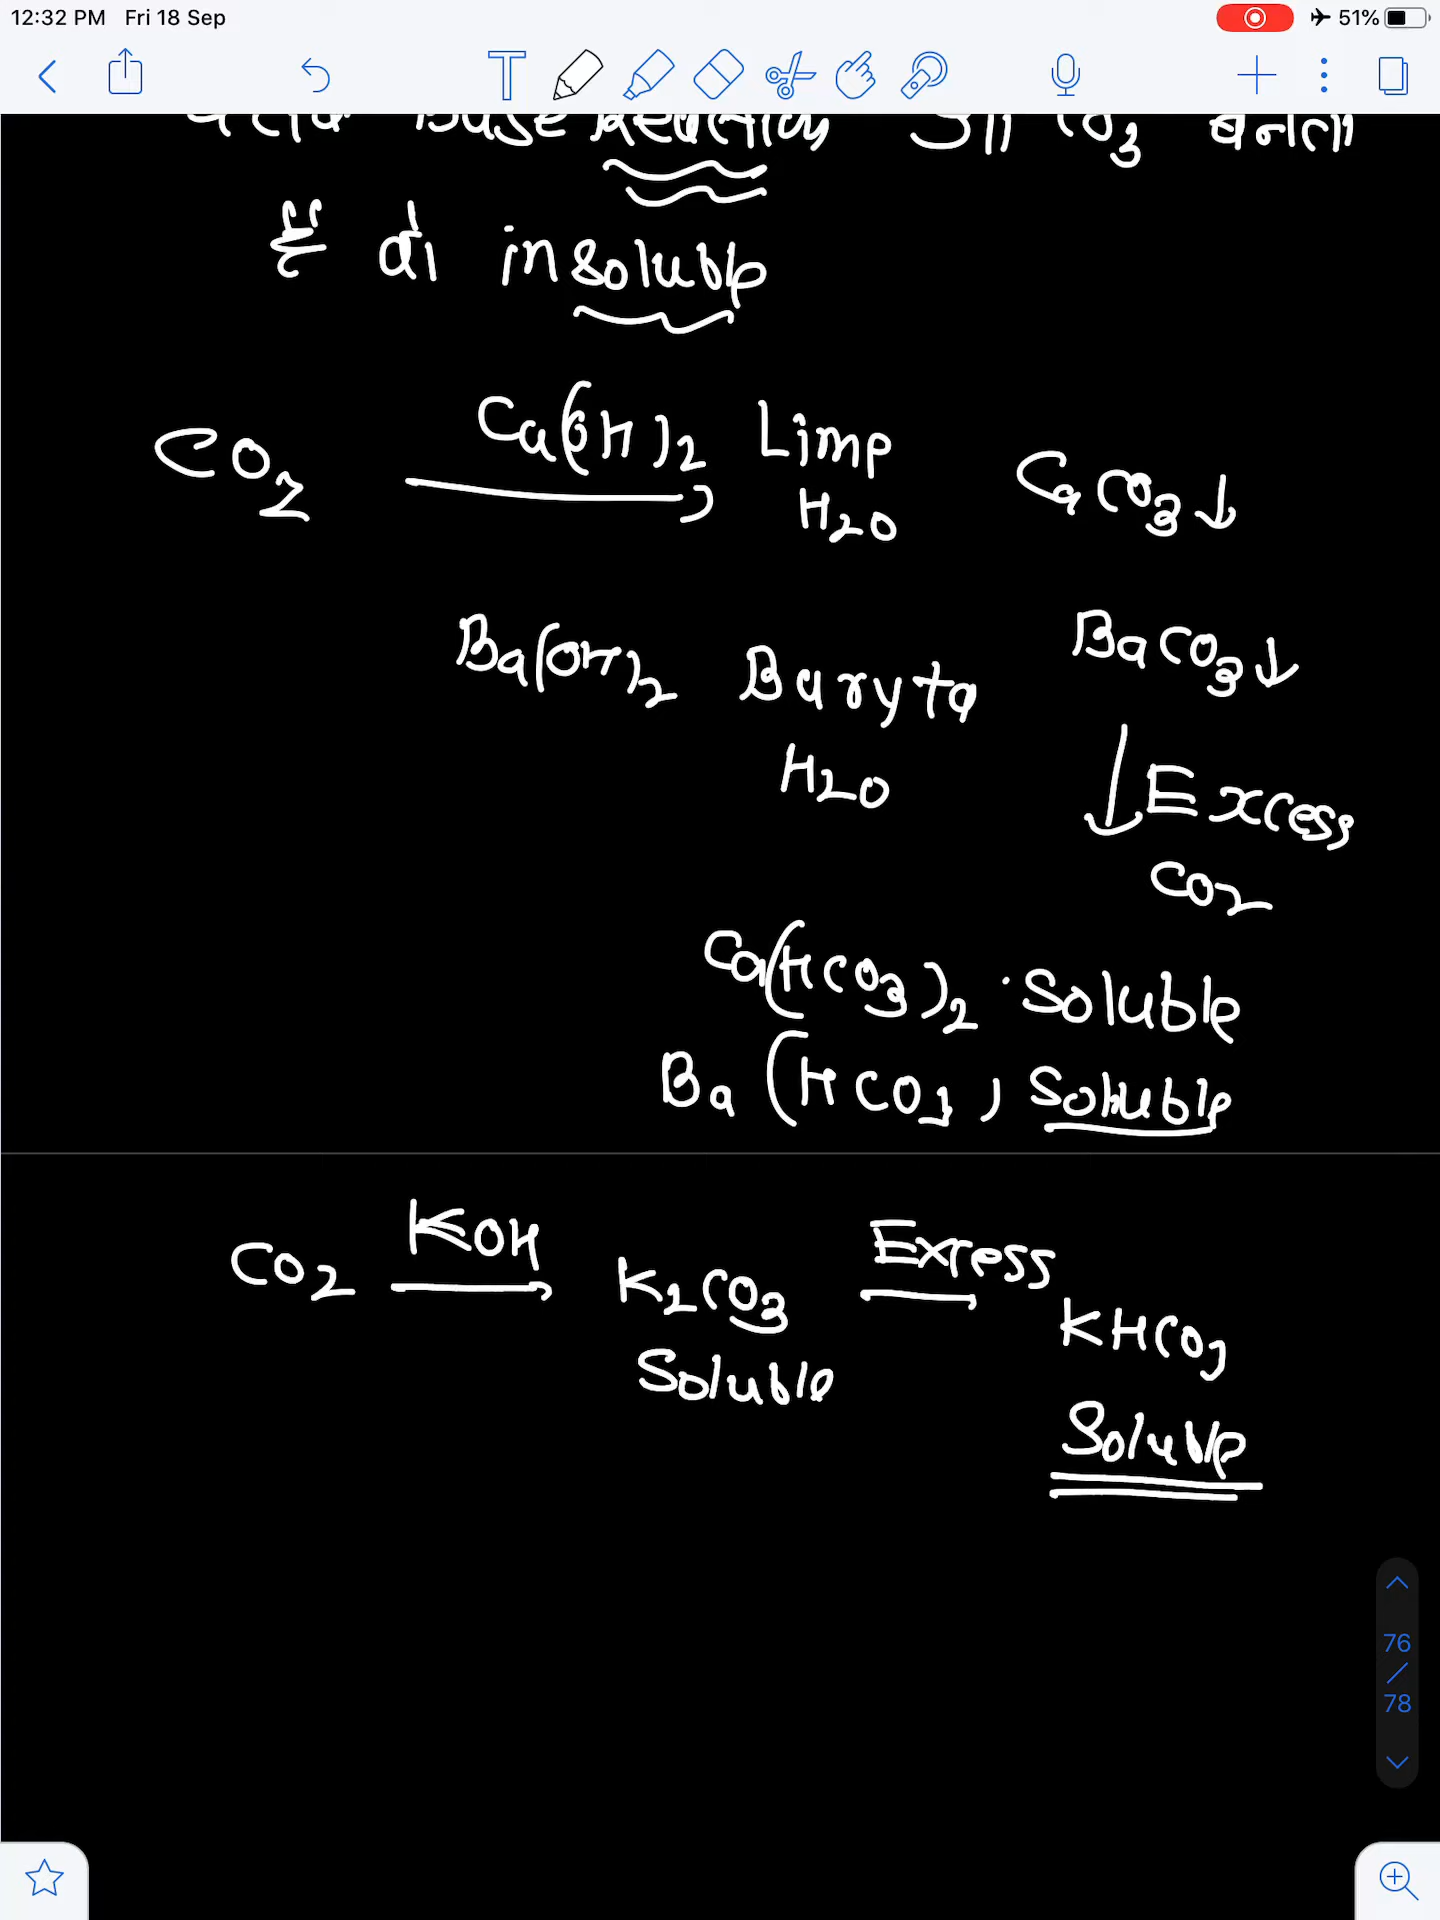 12:32 PM Fri 18 Sep 51%
Base Reaction जो CO3 बनता
है वो insoluble
CO2 Ca(OH)2 Limp H2O CaCO3↓
Ba(OH)2 Baryta H2O BaCO3↓
↓ Excess
CO2
Ca(HCO3)2 Soluble
Ba (HCO3) Soluble
CO2 KOH K2CO3 Excess KHCO3
Soluble
Soluble
76
/
78